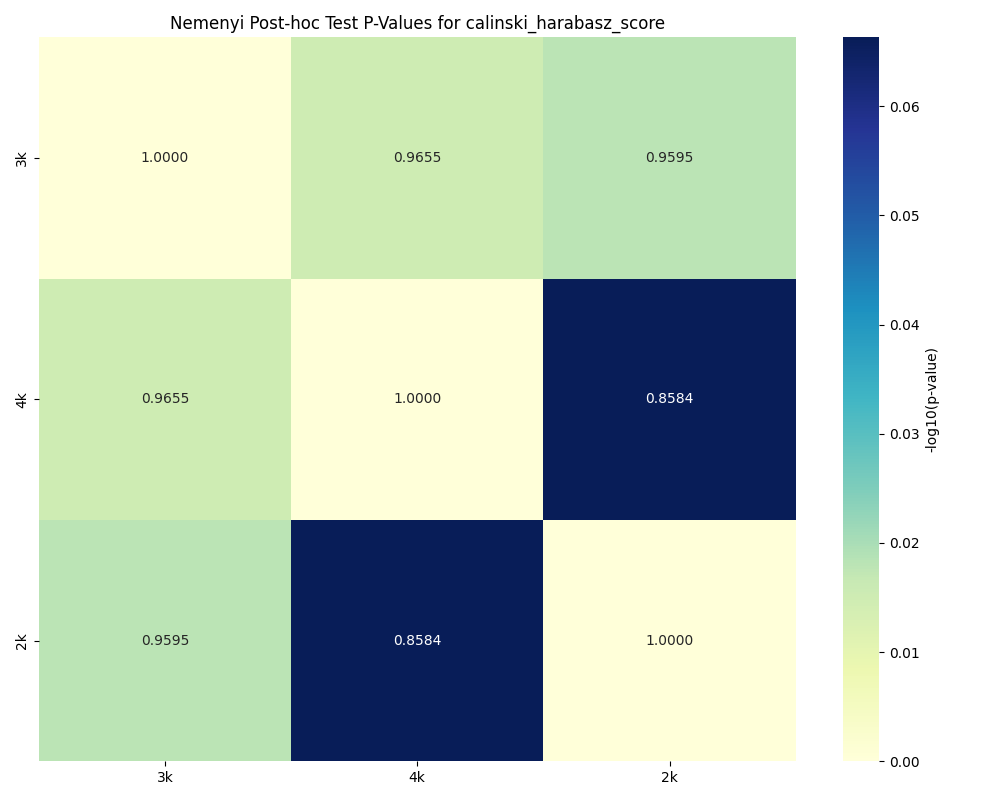 Nemenyi Post-hoc Test P-Values for calinski_harabasz_score
3k
1.0000
0.9655
0.9595
4k
0.9655
1.0000
0.8584
2k
0.9595
0.8584
1.0000
3k
4k
2k
0.06
0.05
0.04
0.03
0.02
0.01
0.00
-log10(p-value)